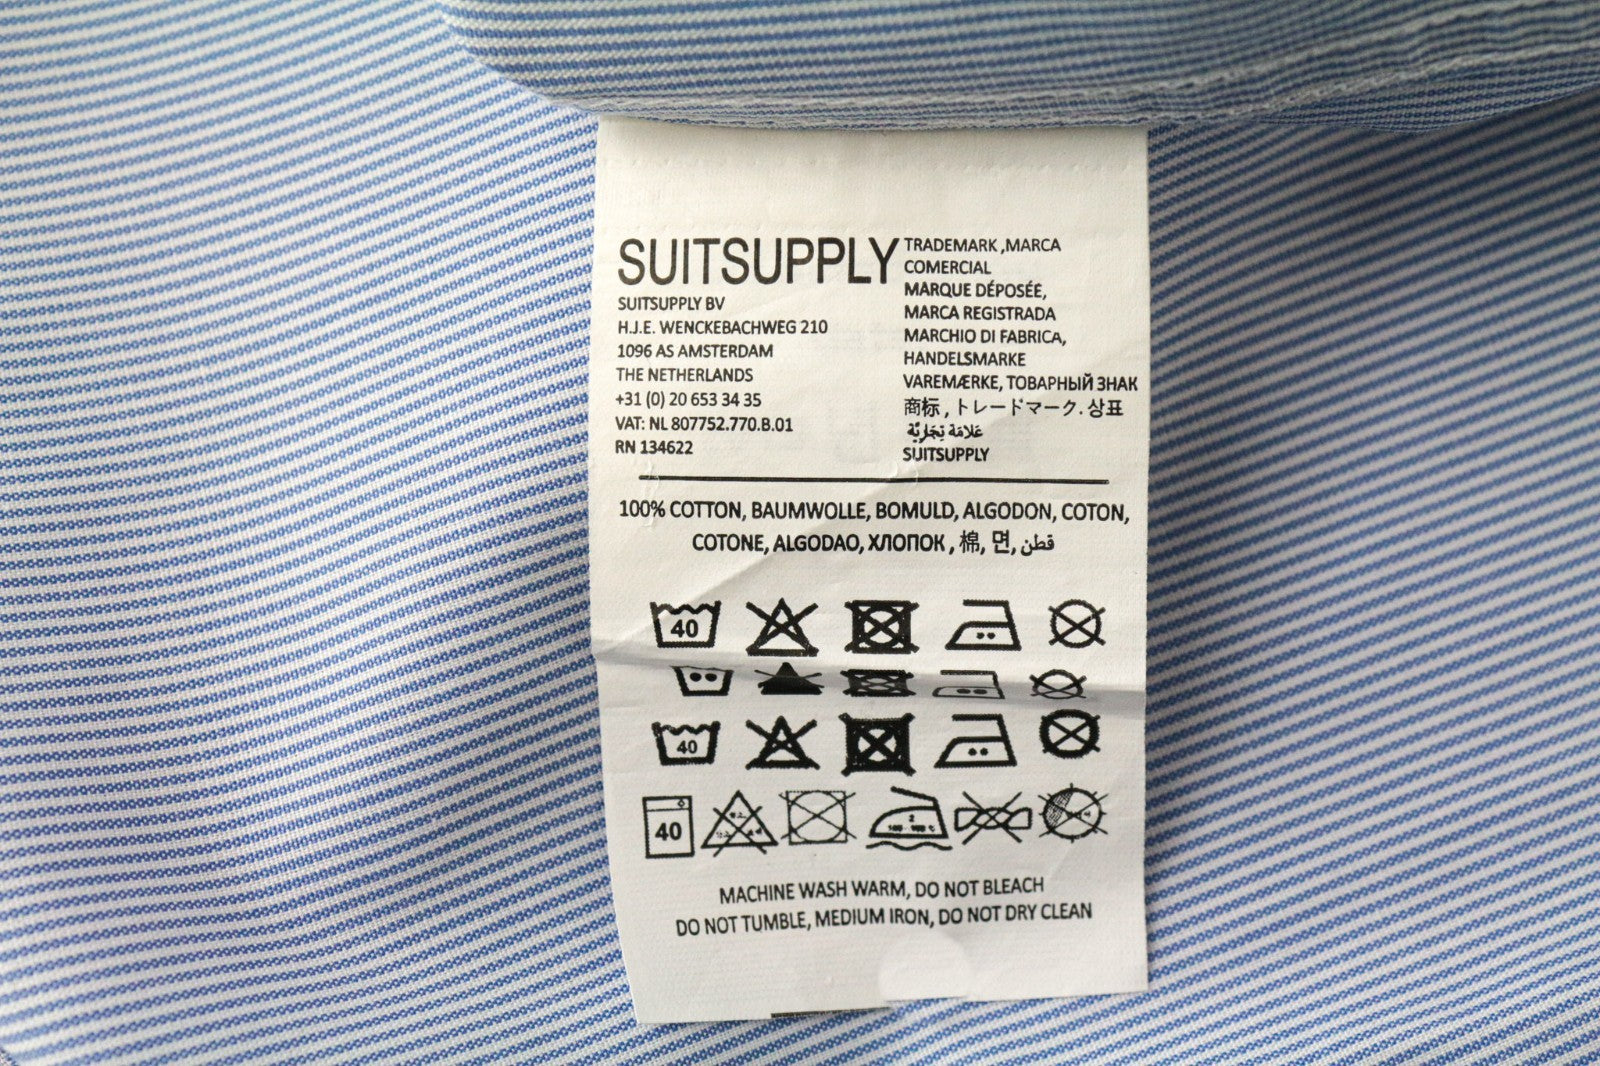 SUITSUPPLY
SUITSUPPLY BV
H.J.E. WENCKEBACHWEG 210
1096 AS AMSTERDAM
THE NETHERLANDS
+31 (0) 20 653 34 35
VAT: NL 807752.770.B.01
RN 134622
TRADEMARK ,MARCA
COMERCIAL
MARQUE DÉPOSÉE,
MARCA REGISTRADA
MARCHIO DI FABRICA,
HANDELSMARKE
VAREMÆRKE, ТОВАРНЫЙ ЗНАК
商标 , トレードマーク. 상표
عَلامَة تِجَارِيَّة
SUITSUPPLY
100% COTTON, BAUMWOLLE, BOMULD, ALGODON, COTON,
COTONE, ALGODAO, ХЛОПОК , 棉, 면, قطن
40
40
40
2
MACHINE WASH WARM, DO NOT BLEACH
DO NOT TUMBLE, MEDIUM IRON, DO NOT DRY CLEAN